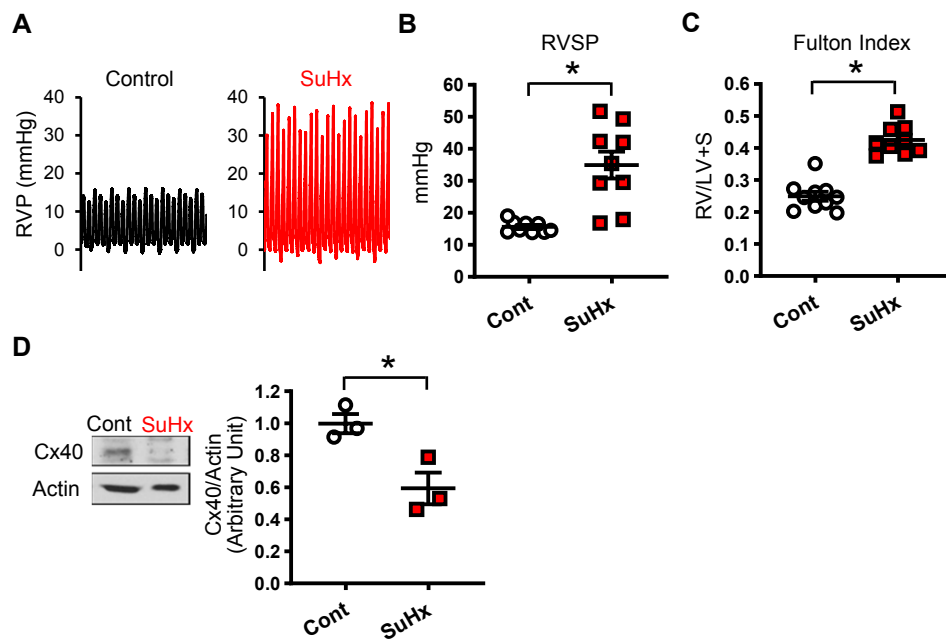 A
Control
SuHx
RVP (mmHg)
40
30
20
10
0
40
30
20
10
0
B
RVSP
*
mmHg
60
50
40
30
20
10
0
Cont
SuHx
C
Fulton Index
*
RV/LV+S
0.6
0.5
0.4
0.3
0.2
0.1
0.0
Cont
SuHx
D
Cont SuHx
Cx40
Actin
*
Cx40/Actin
(Arbitrary Unit)
1.2
1.0
0.8
0.6
0.4
0.2
0.0
Cont
SuHx